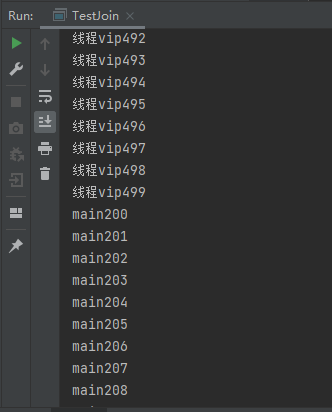 Run: TestJoin ×
线程vip492
线程vip493
线程vip494
线程vip495
线程vip496
线程vip497
线程vip498
线程vip499
main200
main201
main202
main203
main204
main205
main206
main207
main208